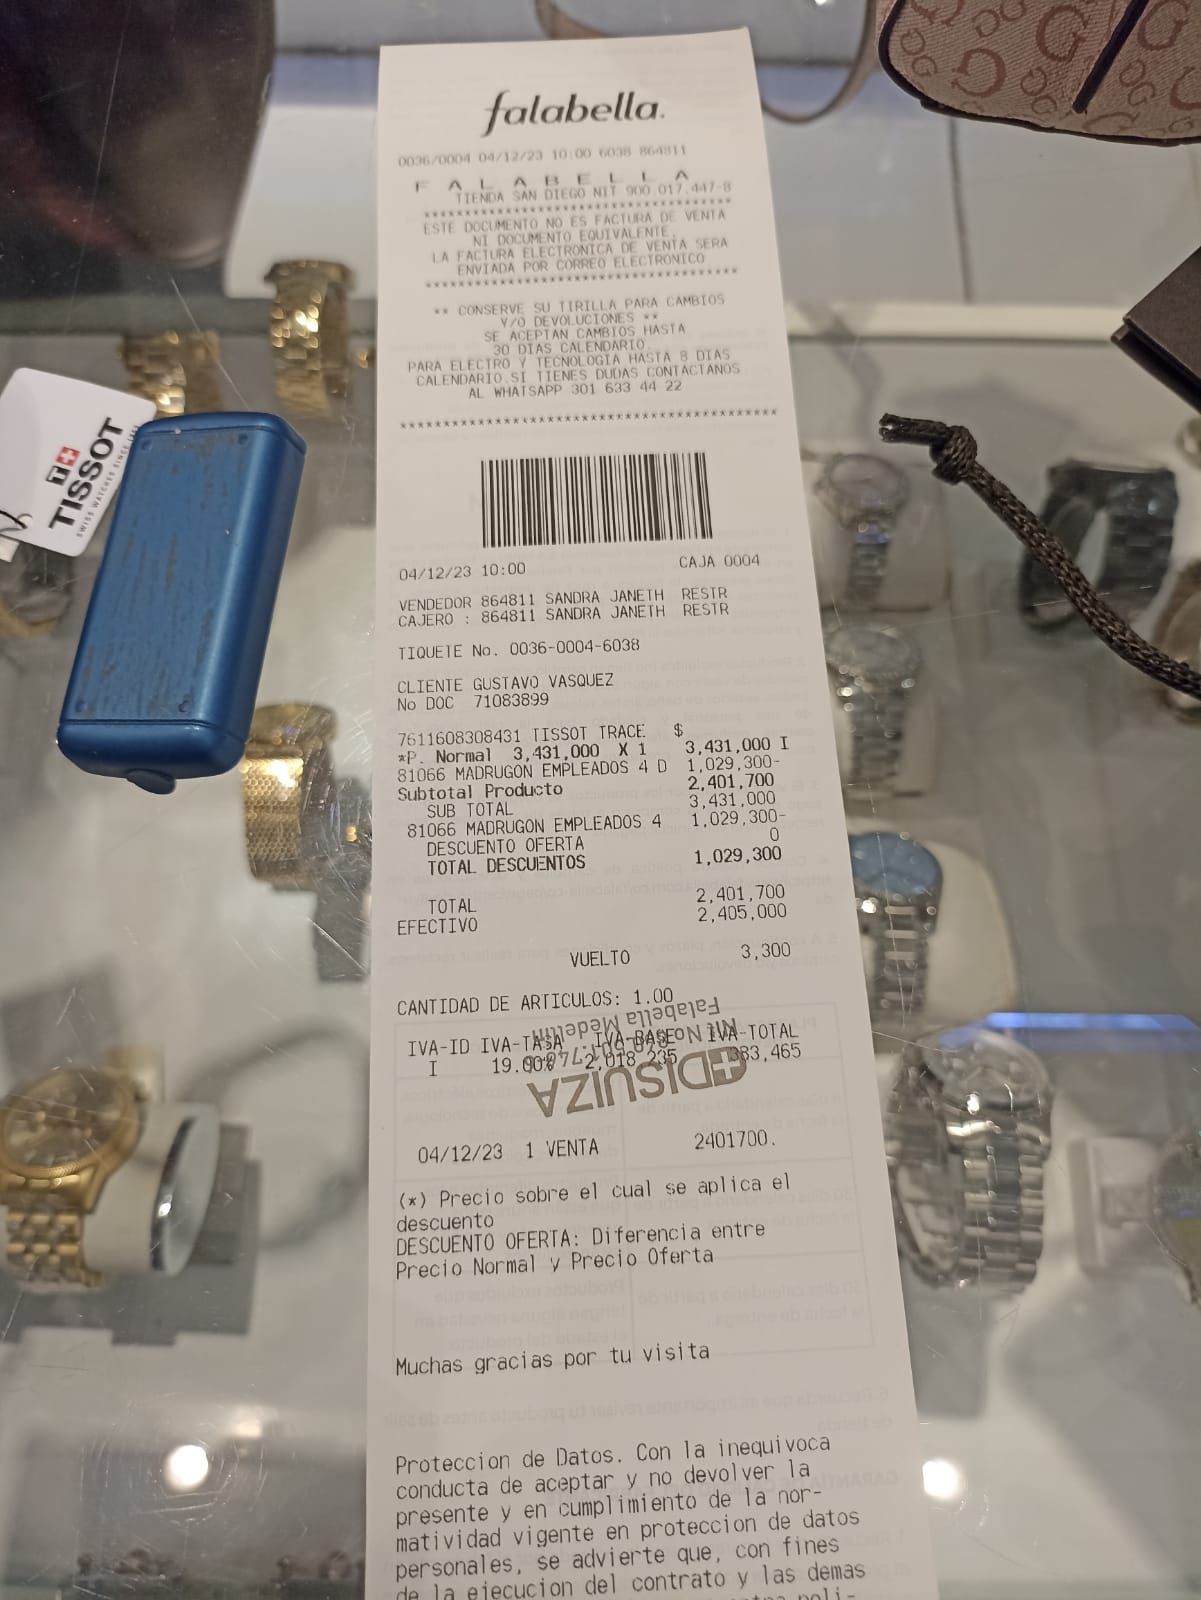 falabella.
0036/0004 04/12/23 10:00 6038 864811
F A L A B E L L A
TIENDA SAN DIEGO NIT 900.017.447-8
************************************
ESTE DOCUMENTO NO ES FACTURA DE VENTA
NI DOCUMENTO EQUIVALENTE.
LA FACTURA ELECTRONICA DE VENTA SERA
ENVIADA POR CORREO ELECTRONICO
************************************
** CONSERVE SU TIRILLA PARA CAMBIOS
Y/O DEVOLUCIONES **
SE ACEPTAN CAMBIOS HASTA
30 DIAS CALENDARIO.
PARA ELECTRO Y TECNOLOGIA HASTA 8 DIAS
CALENDARIO.SI TIENES DUDAS CONTACTANOS
AL WHATSAPP 301 633 44 22
****************************************
04/12/23 10:00 CAJA 0004
VENDEDOR 864811 SANDRA JANETH RESTR
CAJERO : 864811 SANDRA JANETH RESTR
TIQUETE No. 0036-0004-6038
CLIENTE GUSTAVO VASQUEZ
No DOC 71083899
7611608308431 TISSOT TRACE $
*P. Normal 3,431,000 X 1 3,431,000 I
81066 MADRUGON EMPLEADOS 4 D 1,029,300-
Subtotal Producto 2,401,700
SUB TOTAL 3,431,000
81066 MADRUGON EMPLEADOS 4 1,029,300-
DESCUENTO OFERTA 0
TOTAL DESCUENTOS 1,029,300
TOTAL 2,401,700
EFECTIVO 2,405,000
VUELTO 3,300
CANTIDAD DE ARTICULOS: 1.00
Falabella Medellin
IVA-ID IVA-TASA IVA-BASE IVA-TOTAL
I 19.00% 2,018,235 383,465
DISUIZA
04/12/23 1 VENTA 2401700.
(*) Precio sobre el cual se aplica el
descuento
DESCUENTO OFERTA: Diferencia entre
Precio Normal y Precio Oferta
Muchas gracias por tu visita
Proteccion de Datos. Con la inequivoca
conducta de aceptar y no devolver la
presente y en cumplimiento de la nor-
matividad vigente en proteccion de datos
personales, se advierte que, con fines
de la ejecucion del contrato y las demas
TISSOT
SWISS WATCHES SINCE